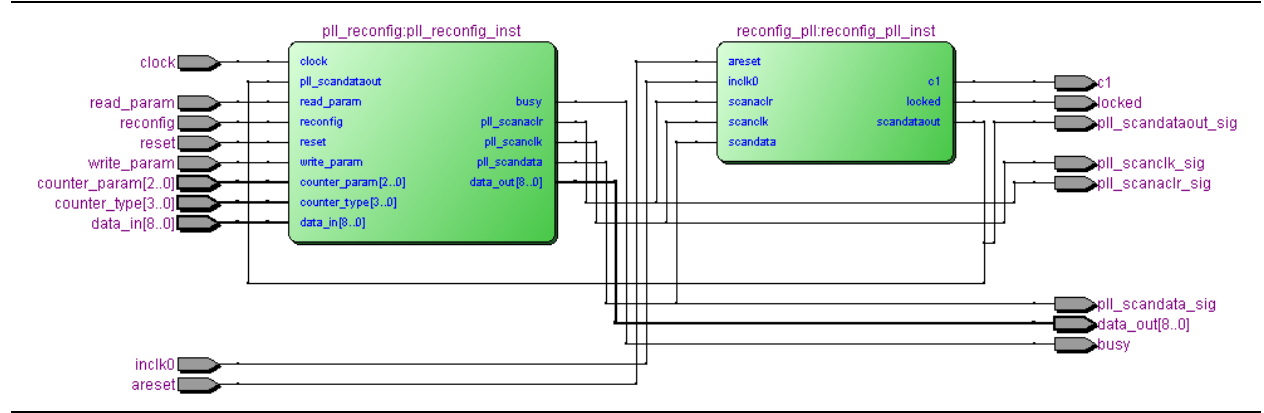 pll_reconfig:pll_reconfig_inst
reconfig_pll:reconfig_pll_inst
clock
read_param
reconfig
reset
write_param
counter_param[2..0]
counter_type[3..0]
data_in[8..0]
inclk0
areset
clock
pll_scandataout
read_param
reconfig
reset
write_param
counter_param[2..0]
counter_type[3..0]
data_in[8..0]
busy
pll_scanaclr
pll_scanclk
pll_scandata
data_out[8..0]
areset
inclk0
scanaclr
scanclk
scandata
c1
locked
scandataout
c1
locked
pll_scandataout_sig
pll_scanclk_sig
pll_scanaclr_sig
pll_scandata_sig
data_out[8..0]
busy